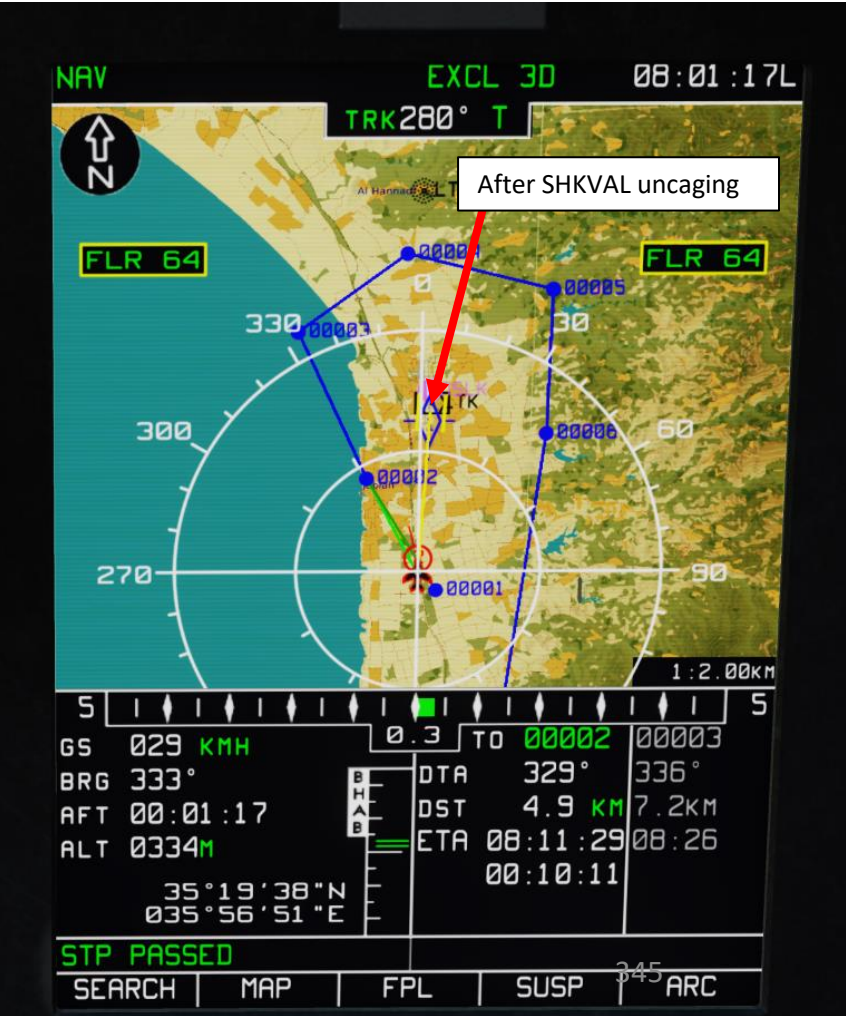 NAV EXCL 3D 08:01:17L
TRK280° T
N
After SHKVAL uncaging
Al Hannadi LT
FLR 64 FLR 64
00004
0
00005
330 00003 30
TK
300 00006 60
00002
270 90
00001
1:2.00KM
5 5
0.3
GS 029 KMH
BRG 333°
AFT 00:01:17
ALT 0334M
35°19'38"N
035°56'51"E
B
H
A
B
TO 00002 00003
DTA 329° 336°
DST 4.9 KM 7.2KM
ETA 08:11:29 08:26
00:10:11
STP PASSED
345
SEARCH MAP FPL SUSP ARC